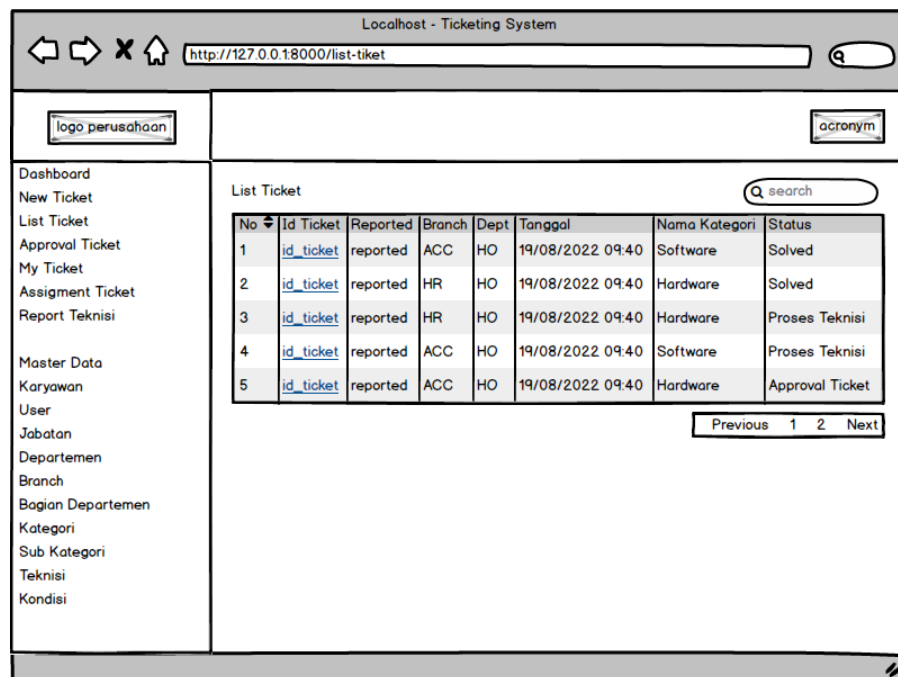 Localhost - Ticketing System
http://127.0.0.1:8000/list-tiket
logo perusahaan
acronym
Dashboard
New Ticket
List Ticket
Approval Ticket
My Ticket
Assigment Ticket
Report Teknisi
Master Data
Karyawan
User
Jabatan
Departemen
Branch
Bagian Departemen
Kategori
Sub Kategori
Teknisi
Kondisi
List Ticket
search
No Id Ticket Reported Branch Dept Tanggal Nama Kategori Status
1 id_ticket reported ACC HO 19/08/2022 09:40 Software Solved
2 id_ticket reported HR HO 19/08/2022 09:40 Hardware Solved
3 id_ticket reported HR HO 19/08/2022 09:40 Hardware Proses Teknisi
4 id_ticket reported ACC HO 19/08/2022 09:40 Software Proses Teknisi
5 id_ticket reported ACC HO 19/08/2022 09:40 Hardware Approval Ticket
Previous 1 2 Next